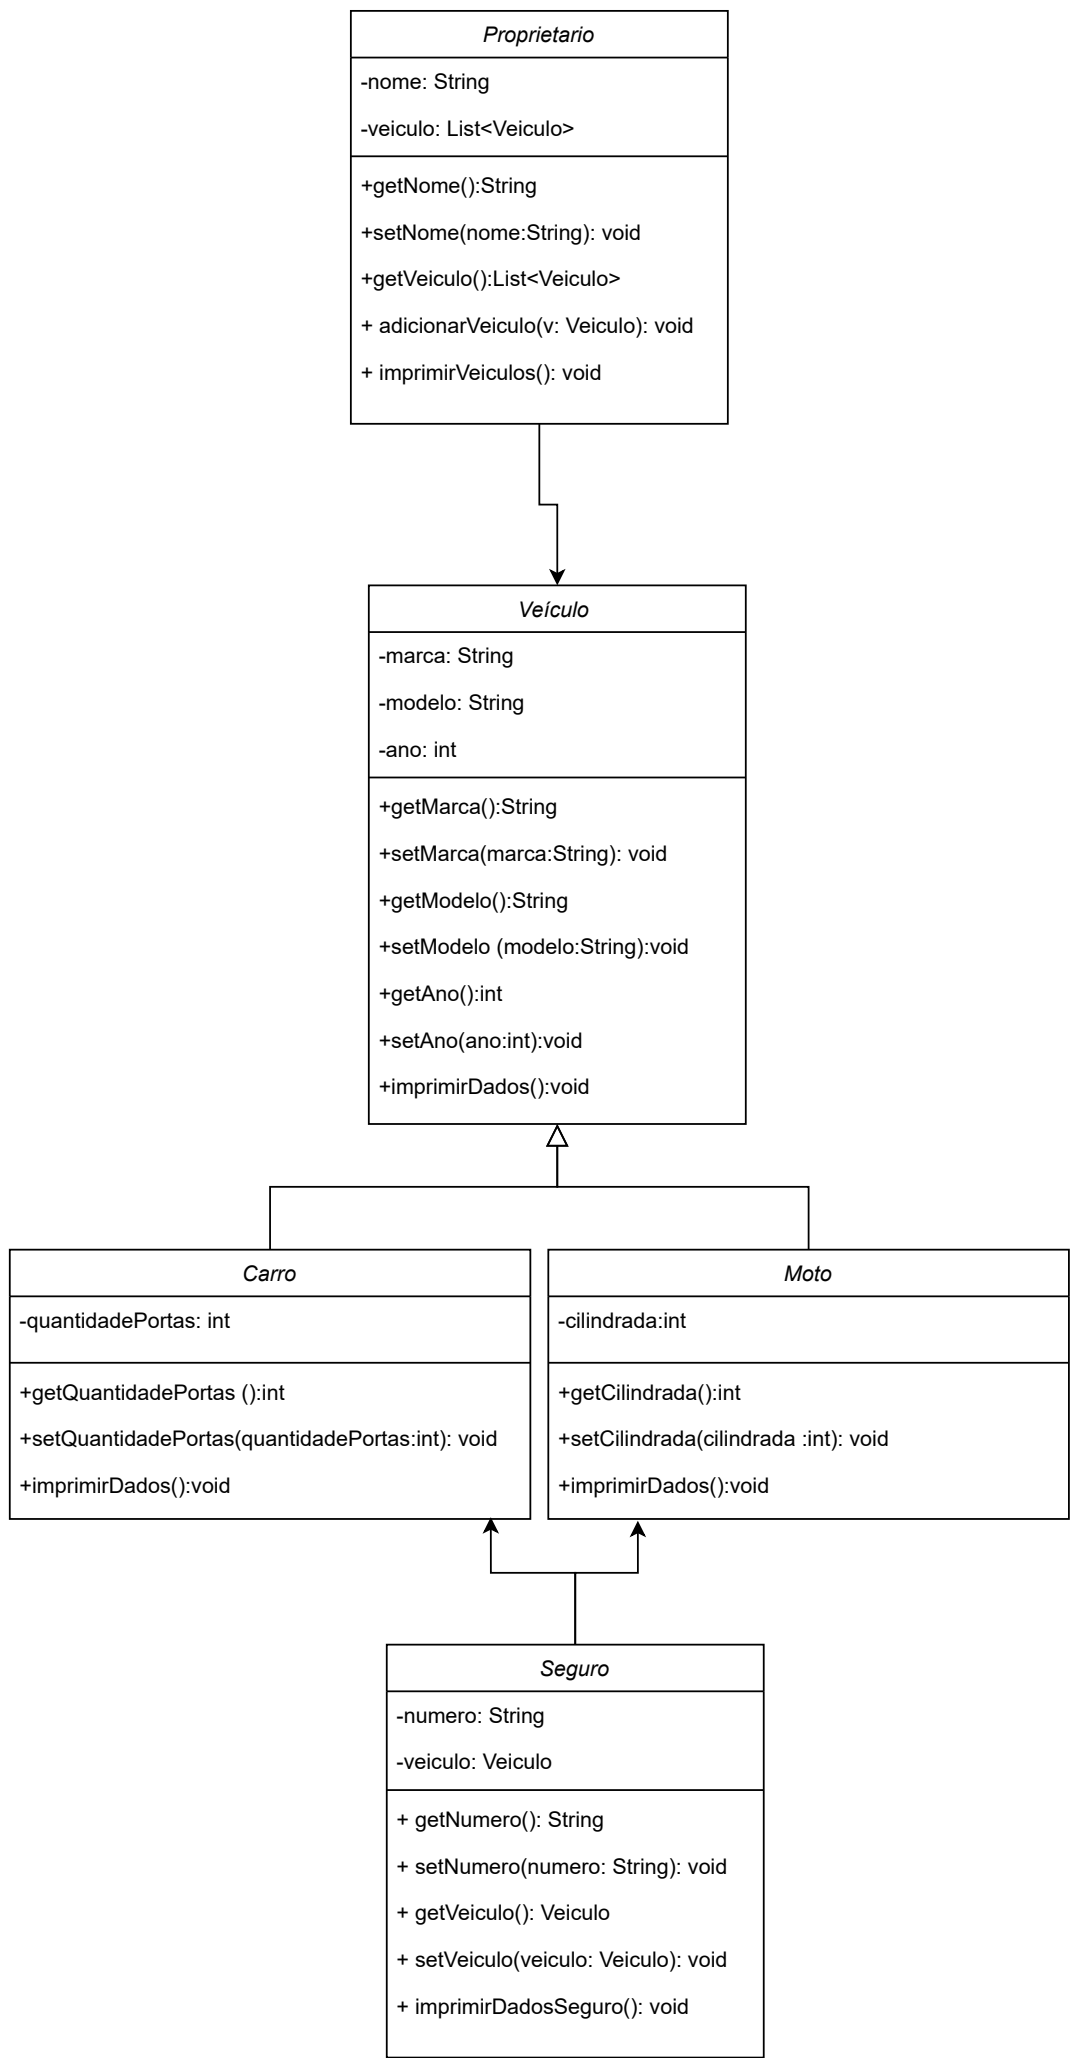 Proprietario
-nome: String
-veiculo: List<Veiculo>
+getNome():String
+setNome(nome:String): void
+getVeiculo():List<Veiculo>
+ adicionarVeiculo(v: Veiculo): void
+ imprimirVeiculos(): void
Veículo
-marca: String
-modelo: String
-ano: int
+getMarca():String
+setMarca(marca:String): void
+getModelo():String
+setModelo (modelo:String):void
+getAno():int
+setAno(ano:int):void
+imprimirDados():void
Carro
-quantidadePortas: int
+getQuantidadePortas ():int
+setQuantidadePortas(quantidadePortas:int): void
+imprimirDados():void
Moto
-cilindrada:int
+getCilindrada():int
+setCilindrada(cilindrada :int): void
+imprimirDados():void
Seguro
-numero: String
-veiculo: Veiculo
+ getNumero(): String
+ setNumero(numero: String): void
+ getVeiculo(): Veiculo
+ setVeiculo(veiculo: Veiculo): void
+ imprimirDadosSeguro(): void